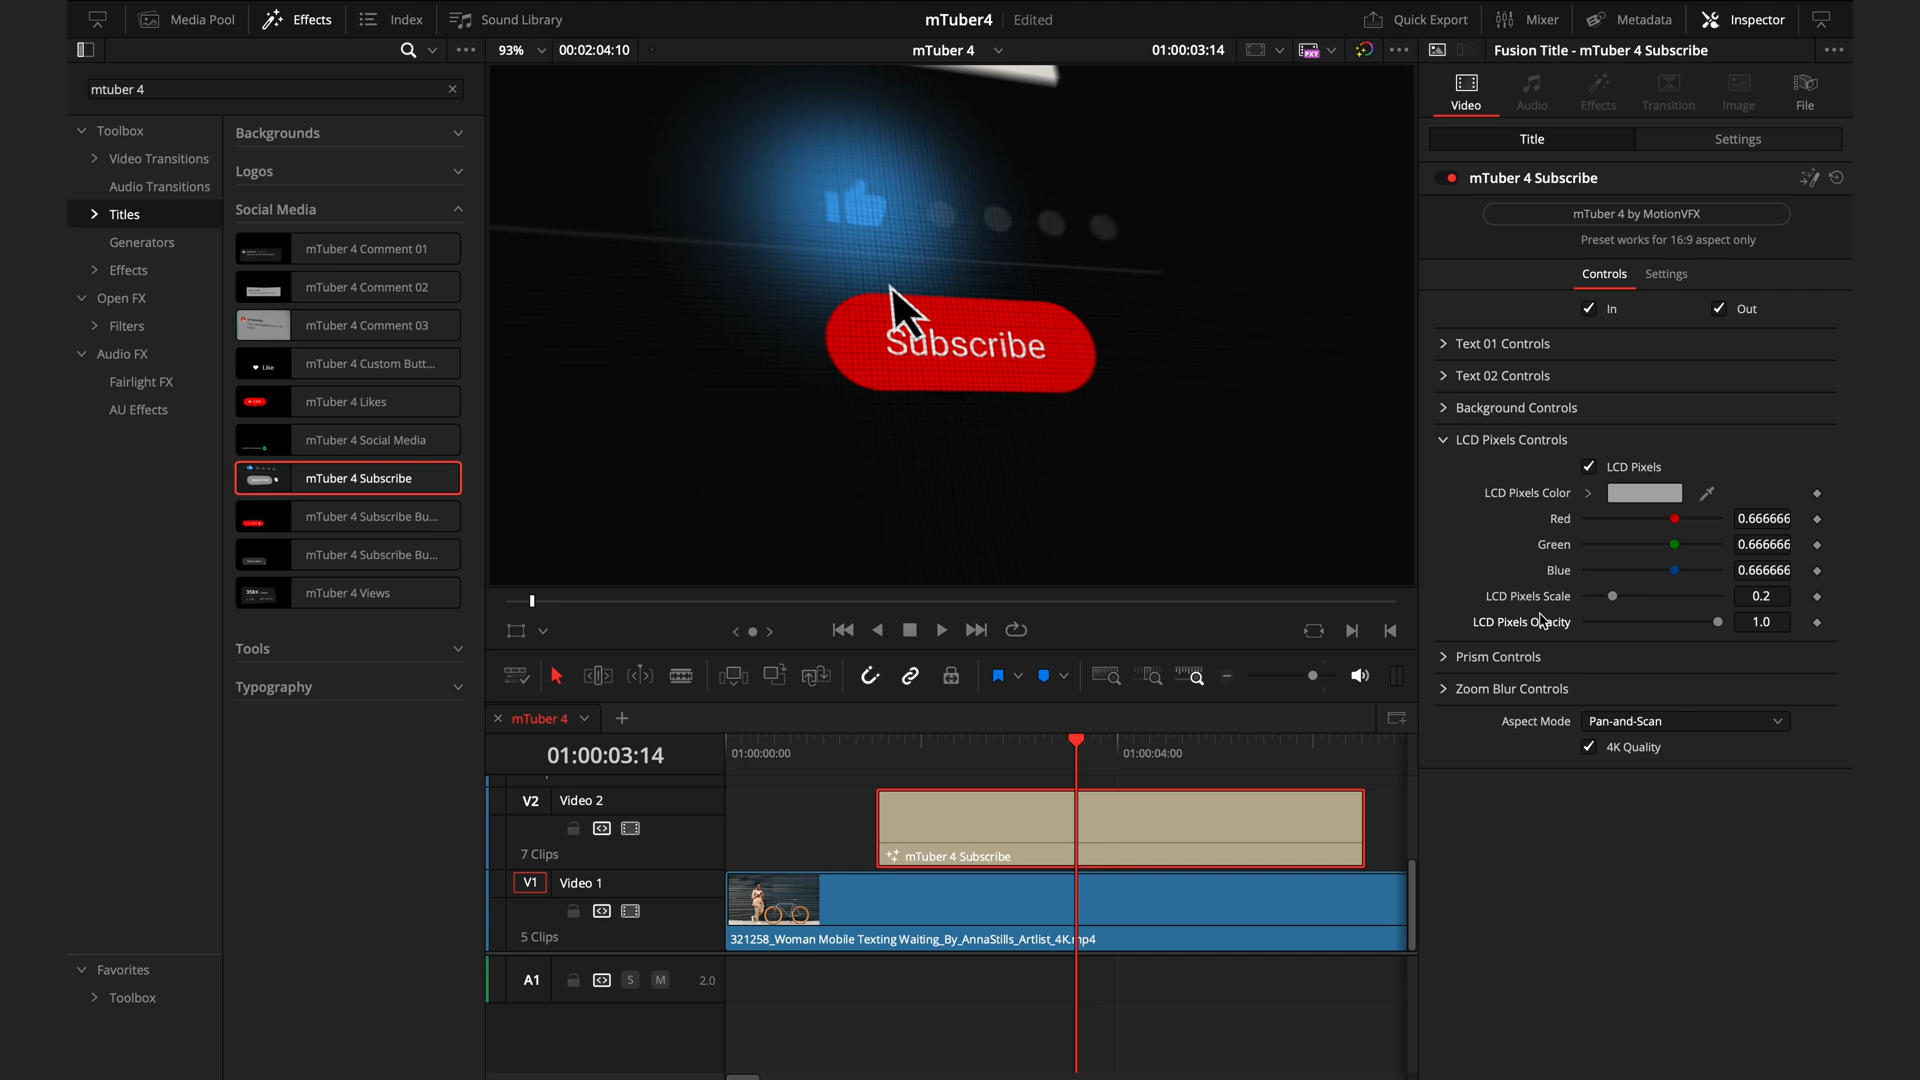 Media Pool
Effects
Index
Sound Library
mTuber4
Edited
Quick Export
Mixer
Metadata
Inspector
93%
00:02:04:10
mTuber 4
01:00:03:14
PXY
Fusion Title - mTuber 4 Subscribe
mtuber 4
Toolbox
Video Transitions
Audio Transitions
Titles
Generators
Effects
Open FX
Filters
Audio FX
Fairlight FX
AU Effects
Favorites
Toolbox
Backgrounds
Logos
Social Media
mTuber 4 Comment 01
mTuber 4 Comment 02
mTuber 4 Comment 03
Like
mTuber 4 Custom Butt...
mTuber 4 Likes
mTuber 4 Social Media
mTuber 4 Subscribe
mTuber 4 Subscribe Bu...
mTuber 4 Subscribe Bu...
mTuber 4 Views
Tools
Typography
Subscribe
Video
Audio
Effects
Transition
Image
File
Title
Settings
mTuber 4 Subscribe
mTuber 4 by MotionVFX
Preset works for 16:9 aspect only
Controls
Settings
In
Out
Text 01 Controls
Text 02 Controls
Background Controls
LCD Pixels Controls
LCD Pixels
LCD Pixels Color
Red
0.666666
Green
0.666666
Blue
0.666666
LCD Pixels Scale
0.2
LCD Pixels Opacity
1.0
Prism Controls
Zoom Blur Controls
Aspect Mode
Pan-and-Scan
4K Quality
mTuber 4
01:00:03:14
01:00:00:00
01:00:04:00
V2
Video 2
7 Clips
mTuber 4 Subscribe
V1
Video 1
5 Clips
321258_Woman Mobile Texting Waiting_By_AnnaStills_Artlist_4K.mp4
A1
S
M
2.0